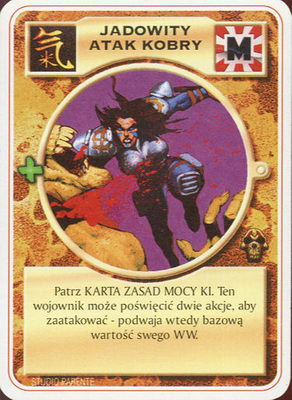 氣
JADOWITY
ATAK KOBRY
M
Patrz KARTA ZASAD MOCY KI. Ten
wojownik może poświęcić dwie akcje, aby
zaatakować - podwaja wtedy bazową
wartość swego WW.
STUDIO PARENTE